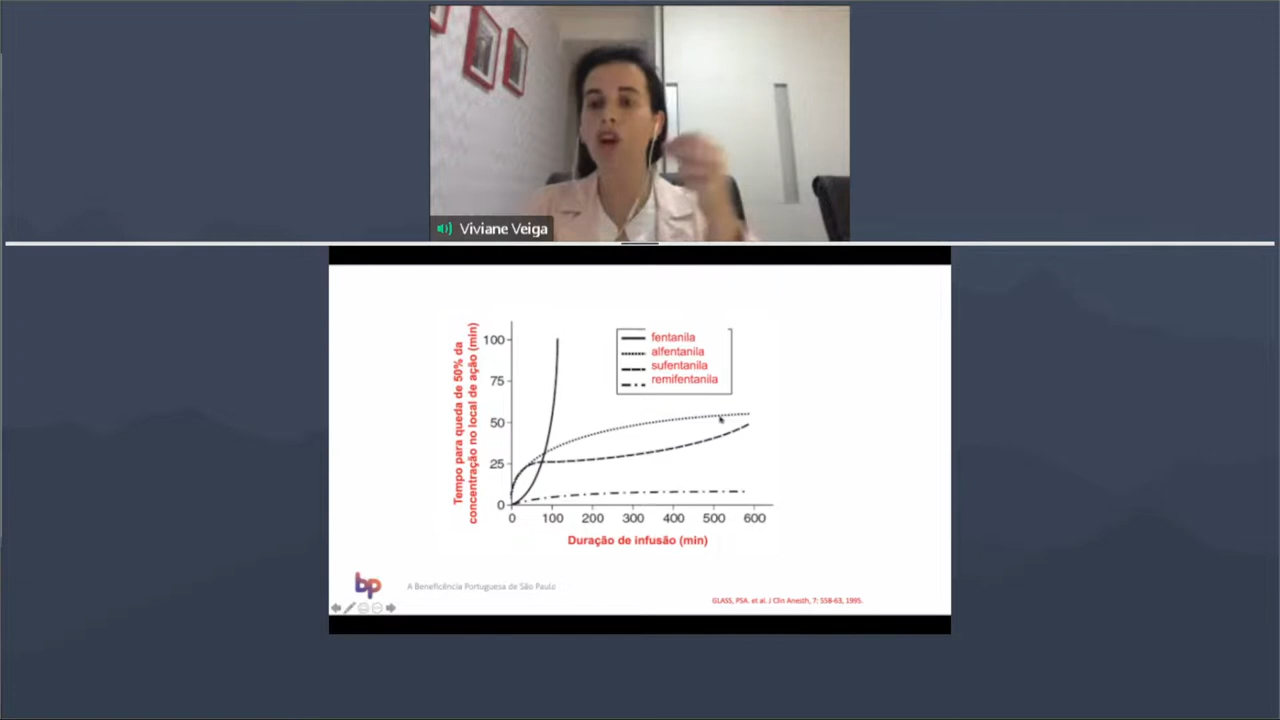 Viviane Veiga
Tempo para queda de 50% da
concentração no local de ação (min)
100
75
50
25
0
fentanila
alfentanila
sufentanila
remifentanila
0 100 200 300 400 500 600
Duração de infusão (min)
bp
A Beneficência Portuguesa de São Paulo
GLASS, PSA. et al. J Clin Anesth, 7: 558-63, 1995.